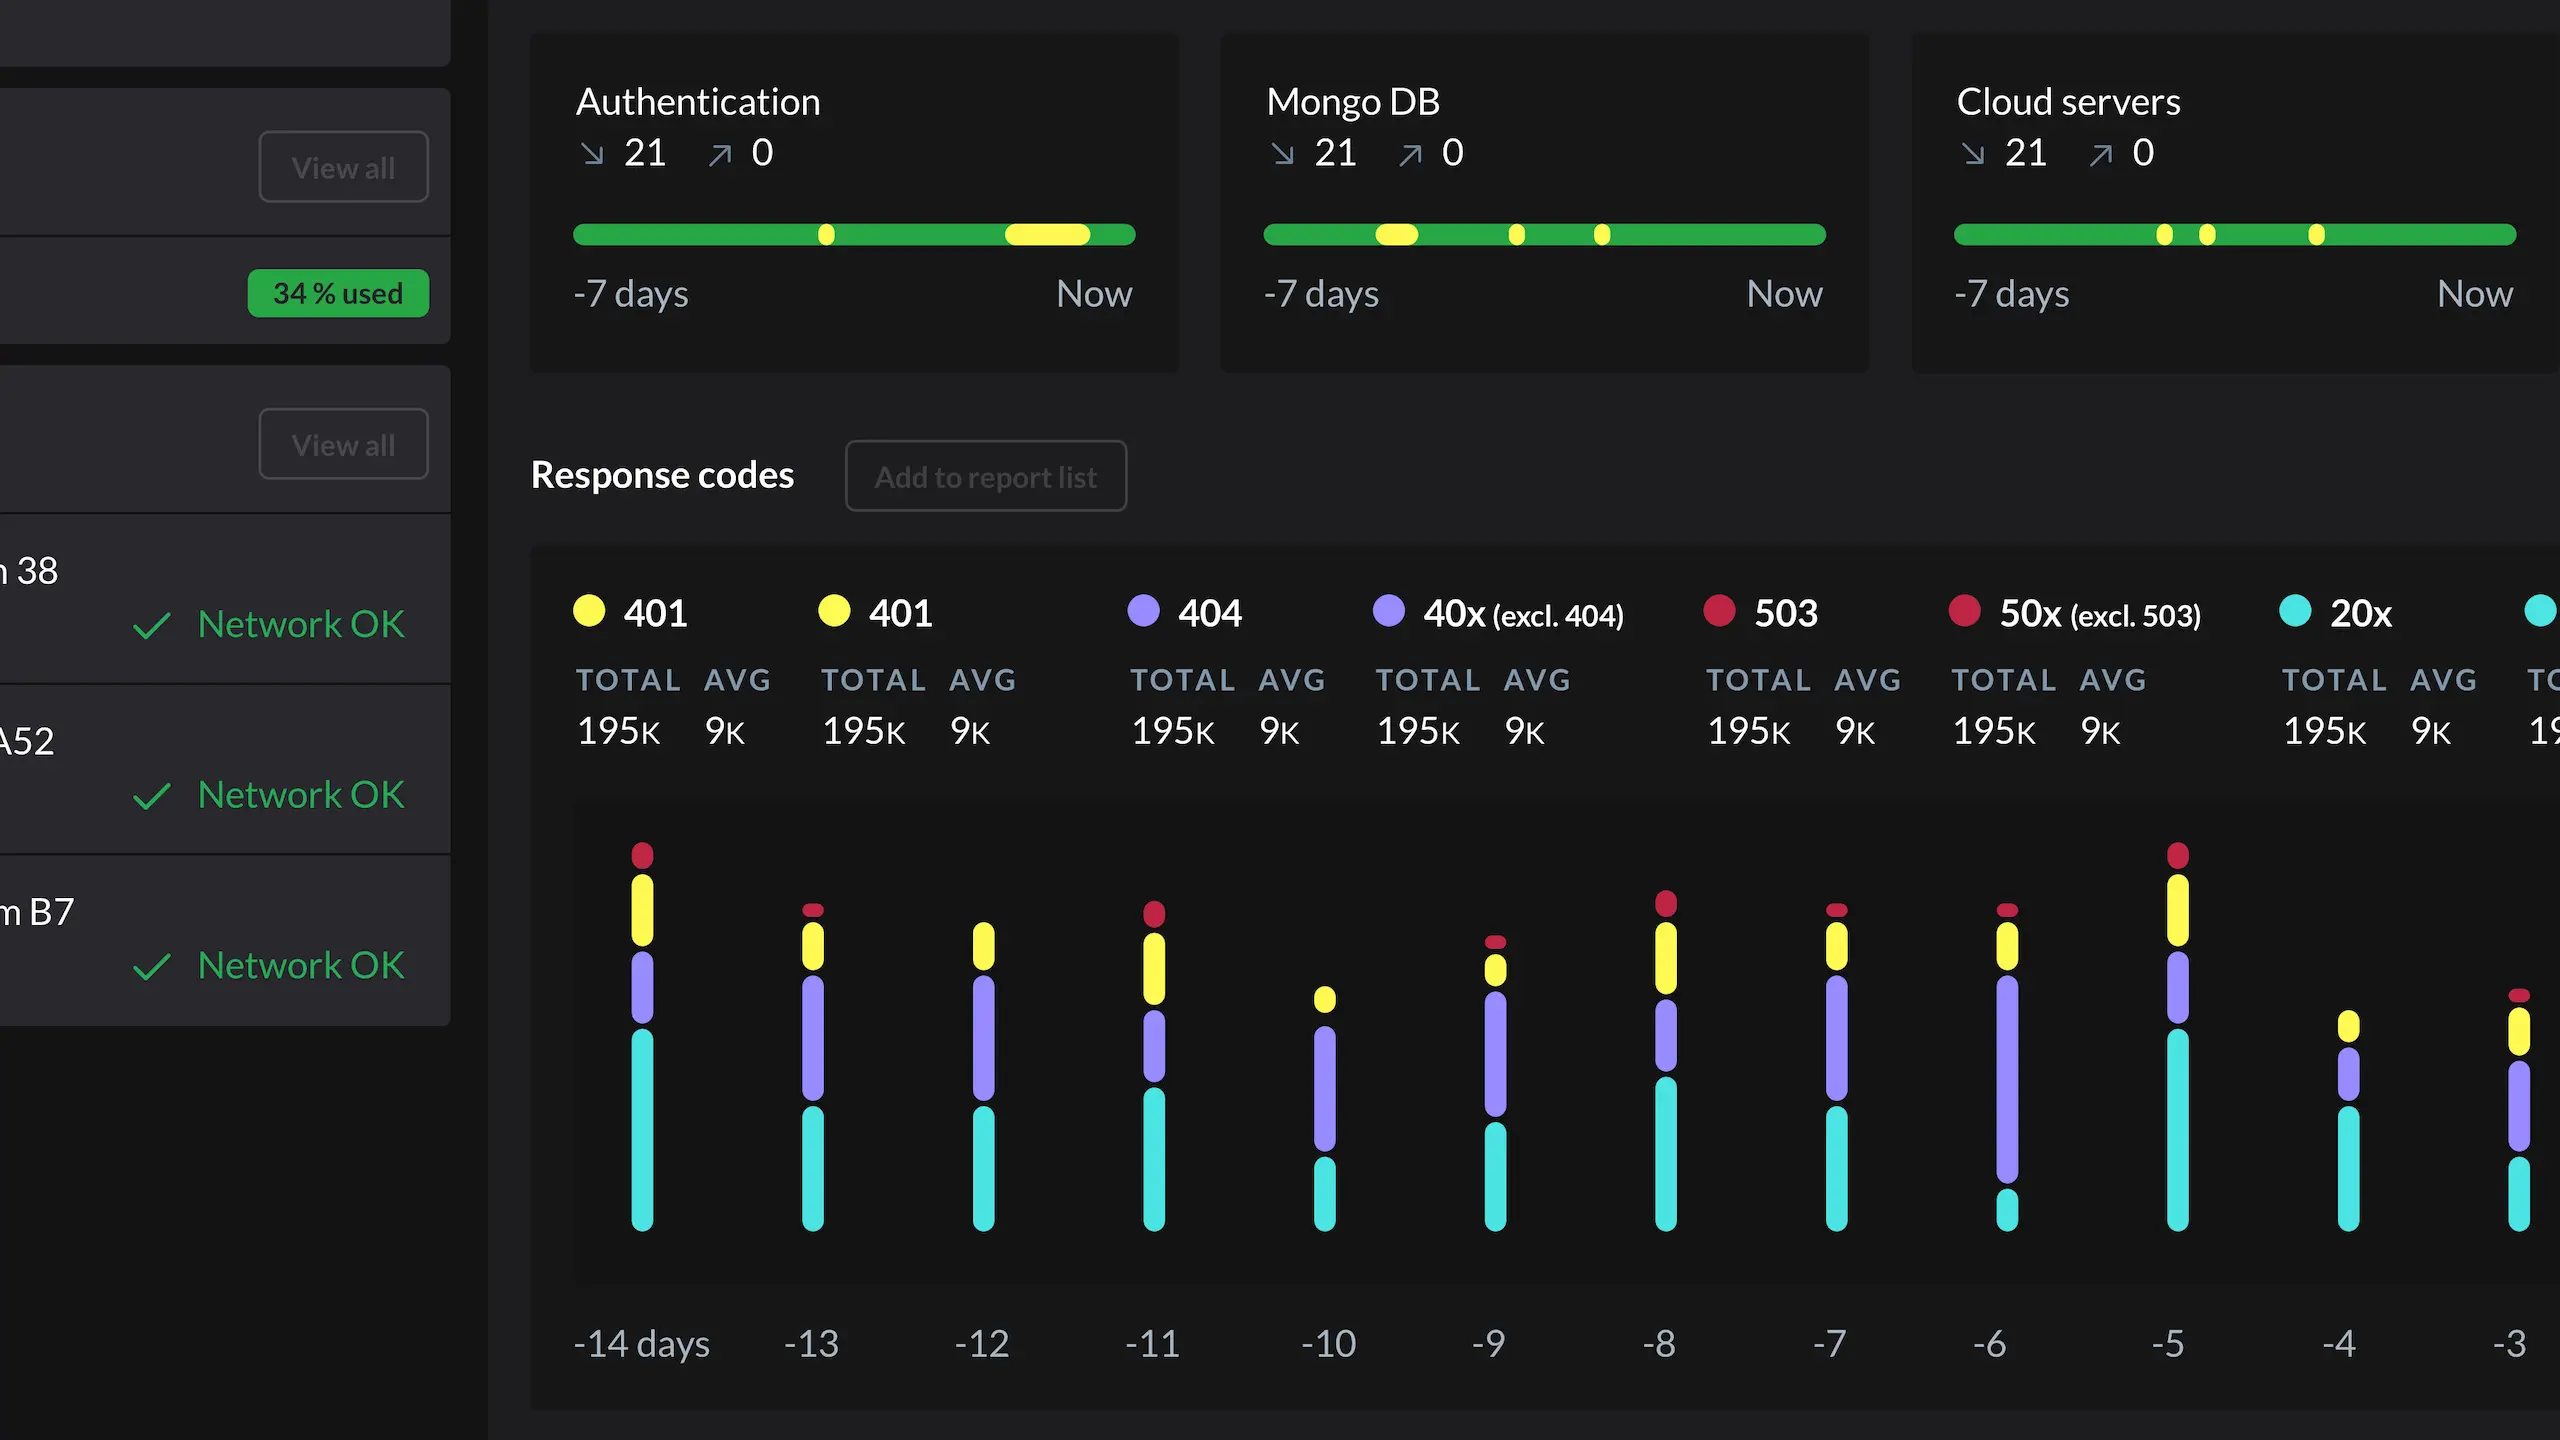 View all
34 % used
View all
38
Network OK
A52
Network OK
B7
Network OK
Authentication
21 0
-7 days Now
Mongo DB
21 0
-7 days Now
Cloud servers
21 0
-7 days Now
Response codes Add to report list
401 401 404 40x (excl. 404) 503 50x (excl. 503) 20x
TOTAL AVG TOTAL AVG TOTAL AVG TOTAL AVG TOTAL AVG TOTAL AVG TOTAL AVG
195K 9K 195K 9K 195K 9K 195K 9K 195K 9K 195K 9K 195K 9K
-14 days -13 -12 -11 -10 -9 -8 -7 -6 -5 -4 -3